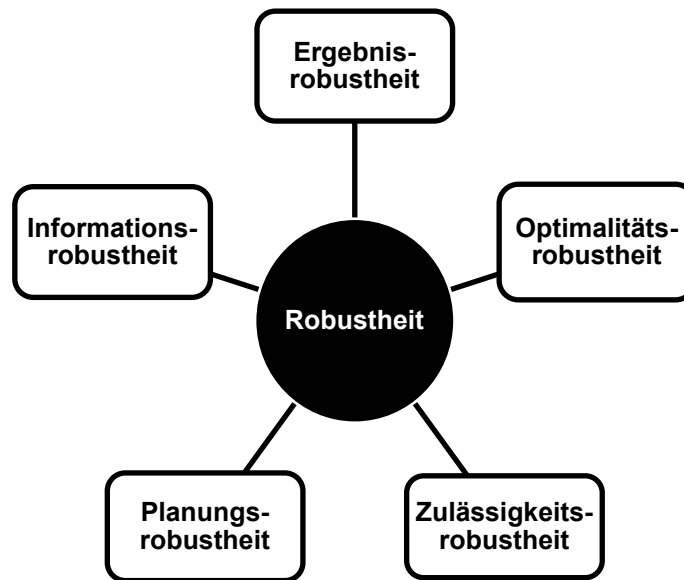 Ergebnis-
robustheit
Informations-
robustheit
Optimalitäts-
robustheit
Robustheit
Planungs-
robustheit
Zulässigkeits-
robustheit